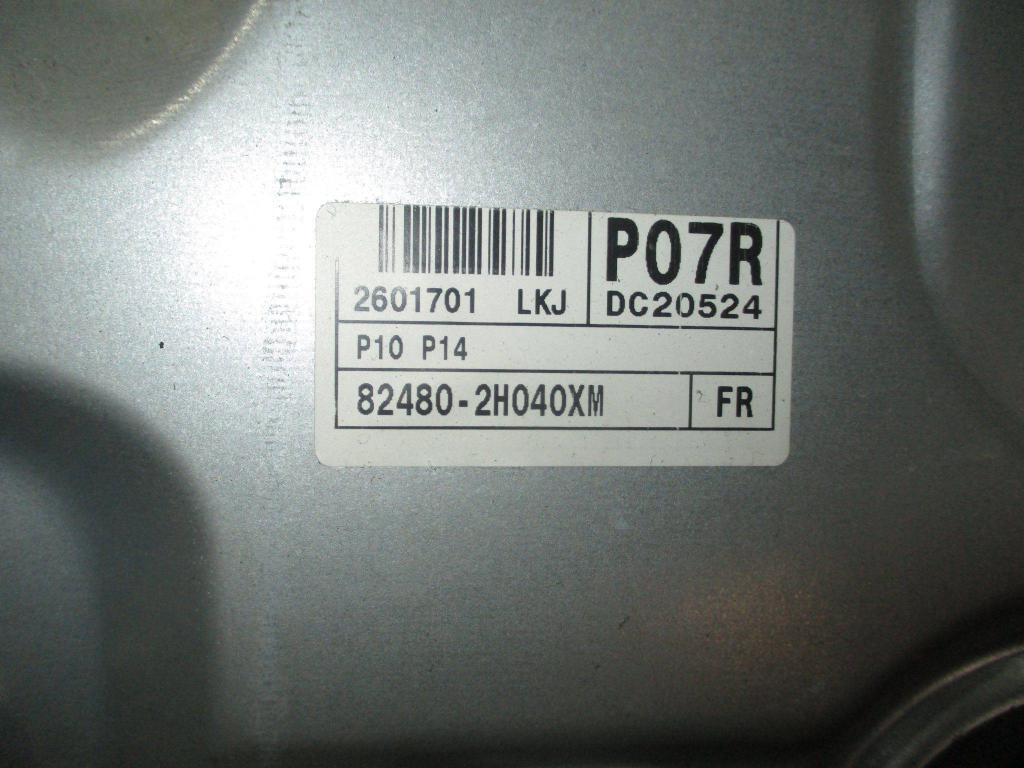 P07R
2601701 LKJ DC20524
P10 P14
82480-2H040XM FR